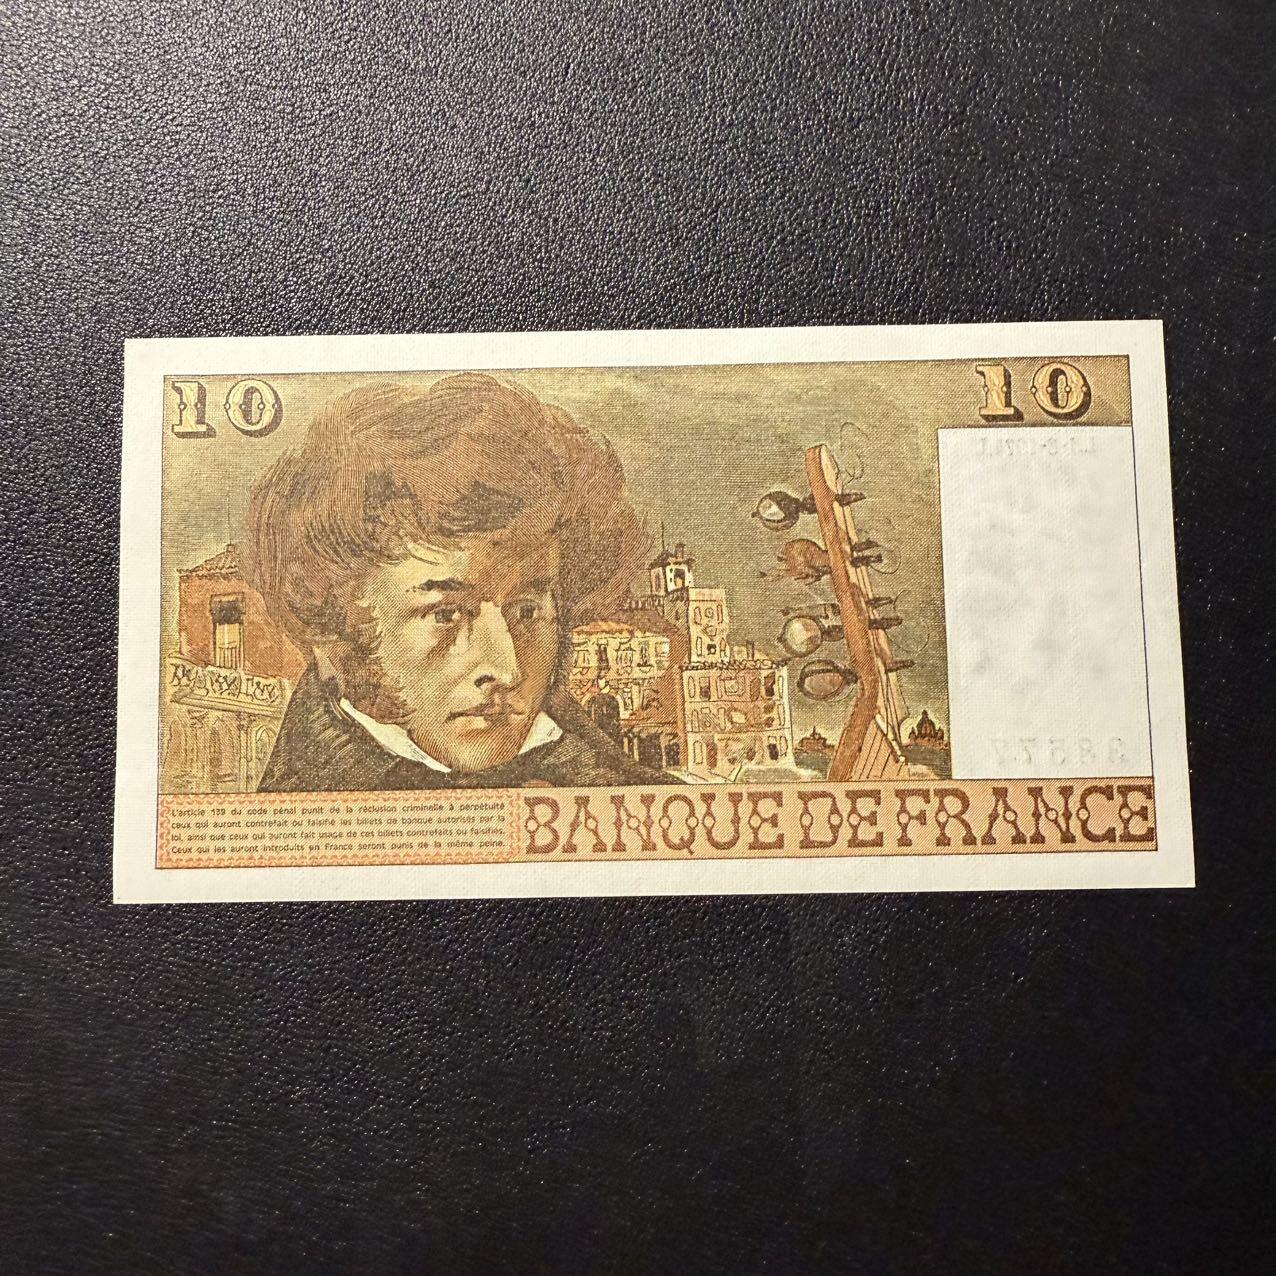 10
10
L'article 139 du code pénal punit de la réclusion criminelle à perpétuité
ceux qui auront contrefait ou falsifié les billets de banque autorisés par la
loi, ainsi que ceux qui auront fait usage de ces billets contrefaits ou falsifiés.
Ceux qui les auront introduits en France seront punis de la même peine.
BANQUE DE FRANCE